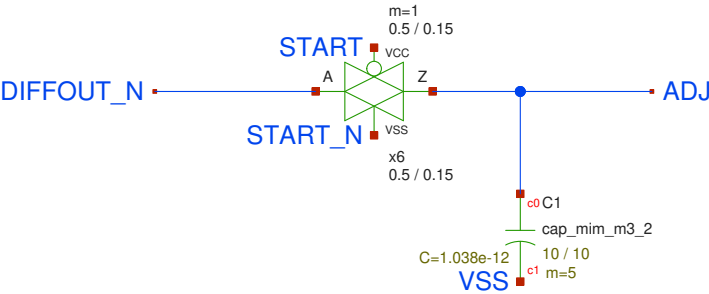 m=1
0.5 / 0.15
START
VCC
DIFFOUT_N
A
Z
ADJ
START_N
VSS
x6
0.5 / 0.15
c0
C1
cap_mim_m3_2
C=1.038e-12
10 / 10
VSS
c1
m=5